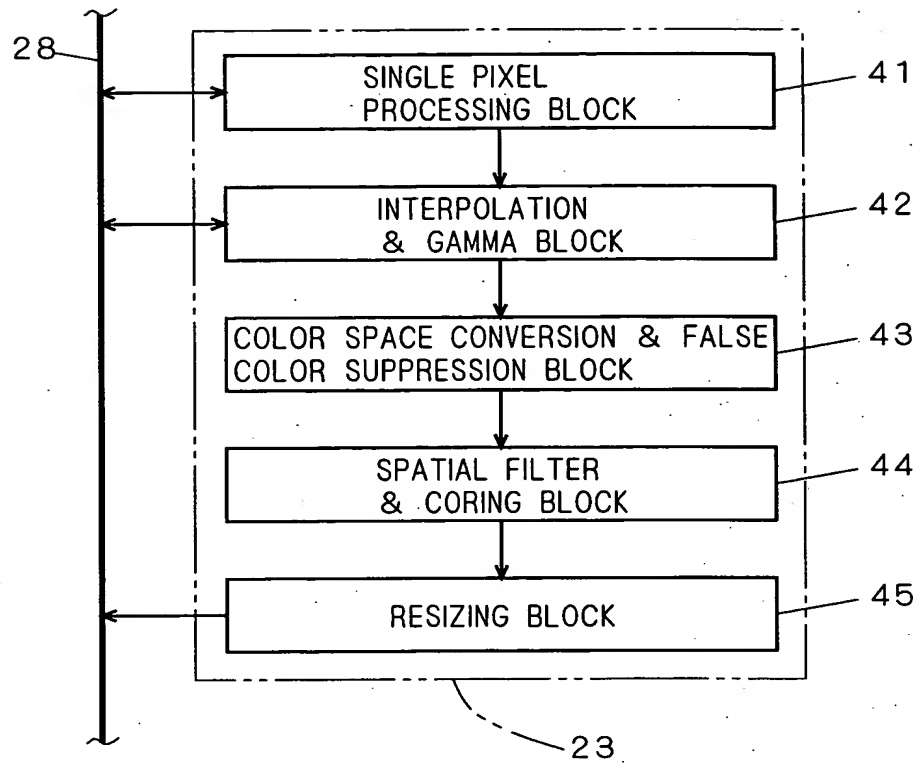 28
SINGLE PIXEL
PROCESSING BLOCK
41
INTERPOLATION
& GAMMA BLOCK
42
COLOR SPACE CONVERSION & FALSE
COLOR SUPPRESSION BLOCK
43
SPATIAL FILTER
& CORING BLOCK
44
RESIZING BLOCK
45
23